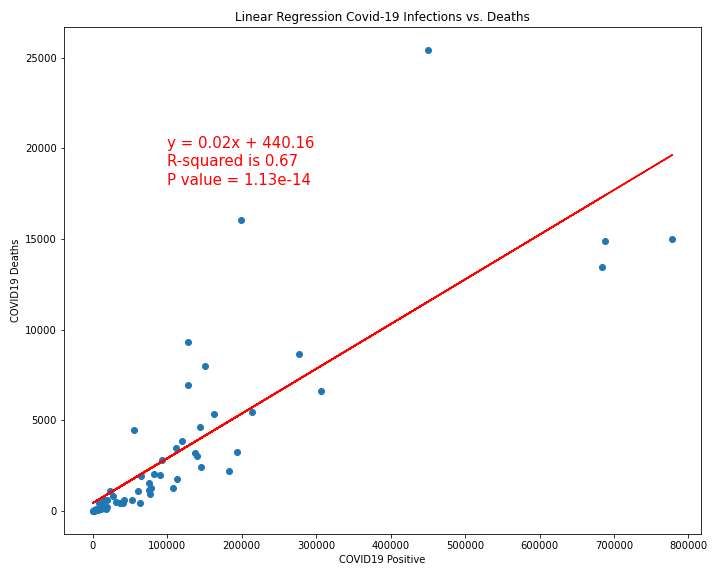 Linear Regression Covid-19 Infections vs. Deaths
25000
20000
15000
10000
5000
0
COVID19 Deaths
y = 0.02x + 440.16
R-squared is 0.67
P value = 1.13e-14
0 100000 200000 300000 400000 500000 600000 700000 800000
COVID19 Positive